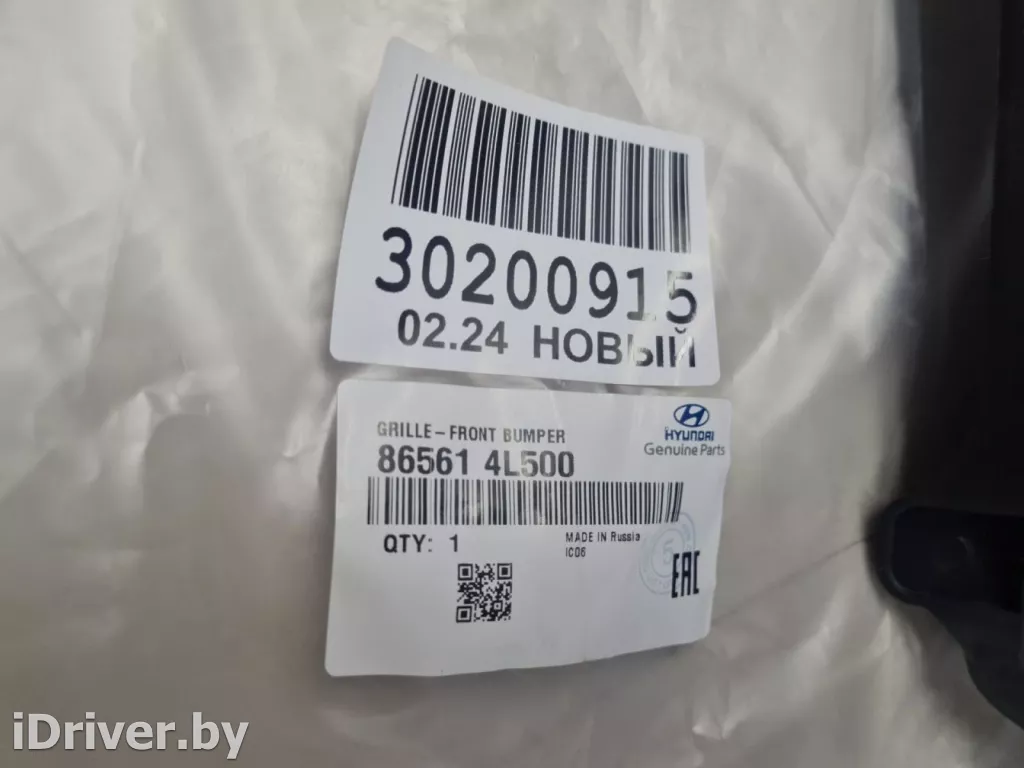 30200915
02.24 НОВЫЙ
GRILLE-FRONT BUMPER
86561 4L500
HYUNDAI
Genuine Parts
QTY: 1
MADE IN Russia
IC06
EAC
iDriver.by